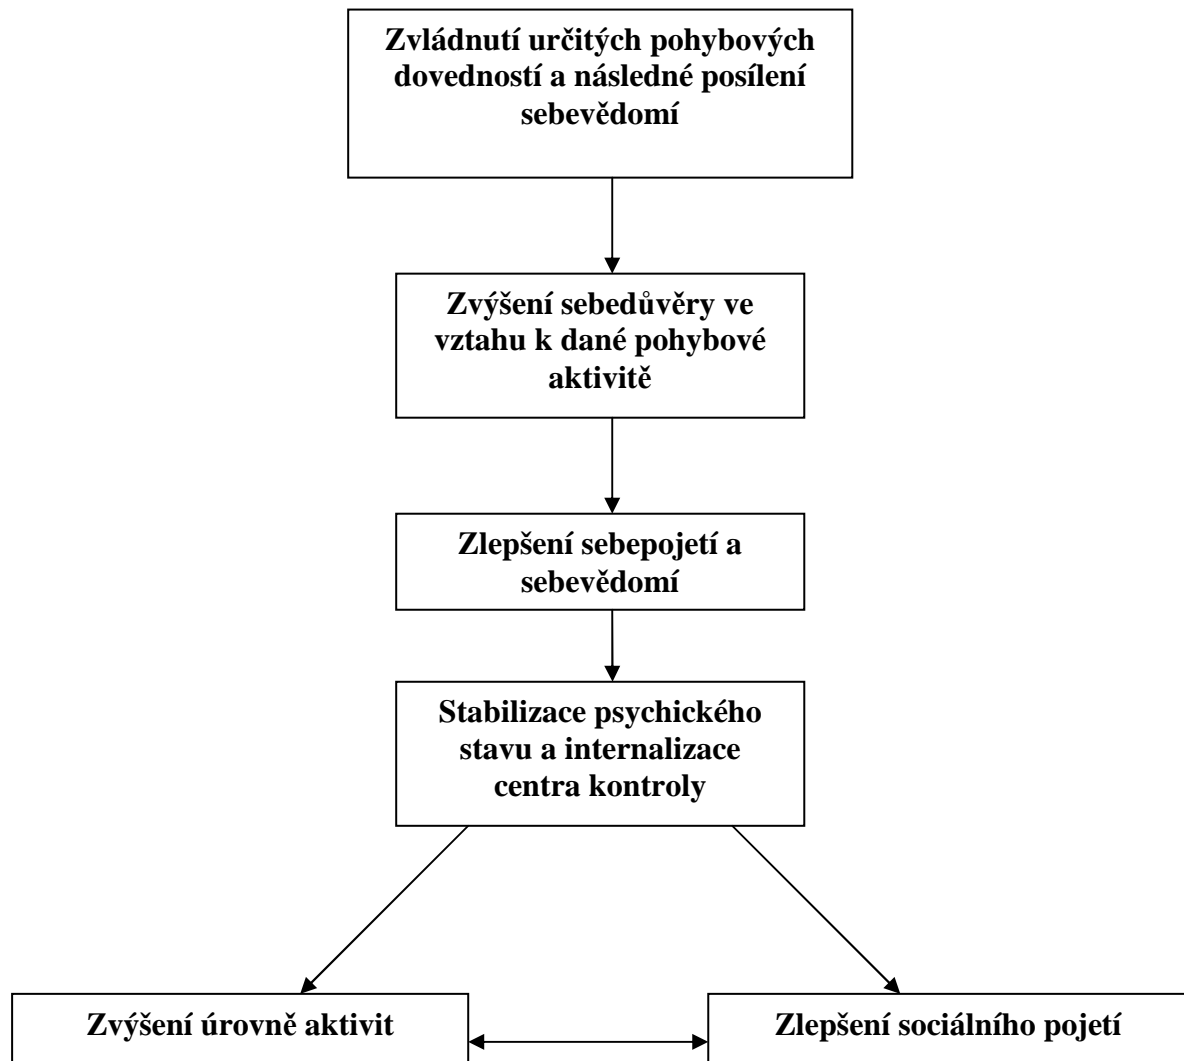 Zvládnutí určitých pohybových
dovedností a následné posílení
sebevědomí
Zvýšení sebedůvěry ve
vztahu k dané pohybové
aktivitě
Zlepšení sebepojetí a
sebevědomí
Stabilizace psychického
stavu a internalizace
centra kontroly
Zvýšení úrovně aktivit
Zlepšení sociálního pojetí